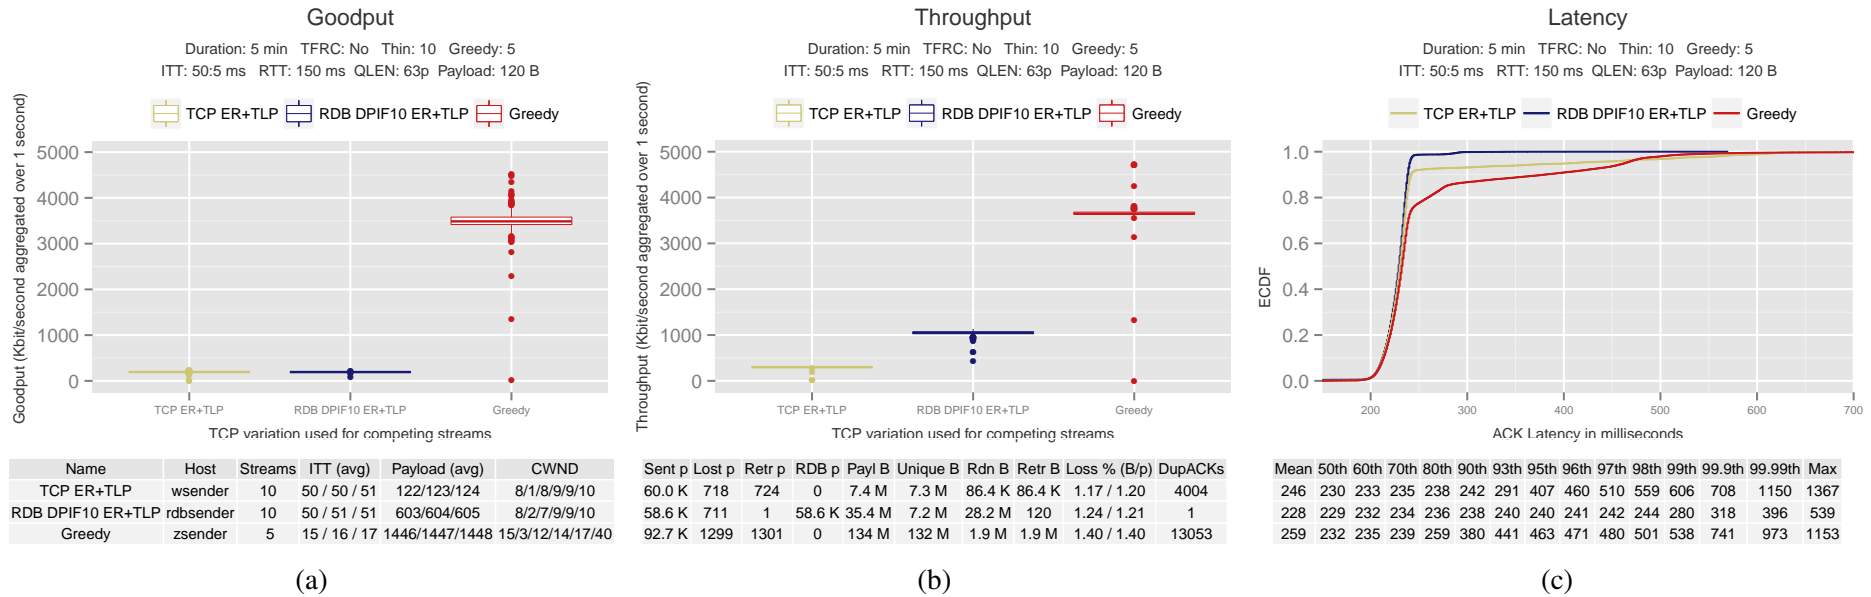 Goodput
Duration: 5 min TFRC: No Thin: 10 Greedy: 5
ITT: 50:5 ms RTT: 150 ms QLEN: 63p Payload: 120 B
TCP ER+TLP RDB DPIF10 ER+TLP Greedy
Goodput (Kbit/second aggregated over 1 second)
5000
4000
3000
2000
1000
0
TCP ER+TLP RDB DPIF10 ER+TLP Greedy
TCP variation used for competing streams
Name Host Streams ITT (avg) Payload (avg) CWND
TCP ER+TLP wsender 10 50 / 50 / 51 122/123/124 8/1/8/9/9/10
RDB DPIF10 ER+TLP rdbsender 10 50 / 51 / 51 603/604/605 8/2/7/9/9/10
Greedy zsender 5 15 / 16 / 17 1446/1447/1448 15/3/12/14/17/40
(a)
Throughput
Duration: 5 min TFRC: No Thin: 10 Greedy: 5
ITT: 50:5 ms RTT: 150 ms QLEN: 63p Payload: 120 B
TCP ER+TLP RDB DPIF10 ER+TLP Greedy
Throughput (Kbit/second aggregated over 1 second)
5000
4000
3000
2000
1000
0
TCP ER+TLP RDB DPIF10 ER+TLP Greedy
TCP variation used for competing streams
Sent p Lost p Retr p RDB p Payl B Unique B Rdn B Retr B Loss % (B/p) DupACKs
60.0 K 718 724 0 7.4 M 7.3 M 86.4 K 86.4 K 1.17 / 1.20 4004
58.6 K 711 1 58.6 K 35.4 M 7.2 M 28.2 M 120 1.24 / 1.21 1
92.7 K 1299 1301 0 134 M 132 M 1.9 M 1.9 M 1.40 / 1.40 13053
(b)
Latency
Duration: 5 min TFRC: No Thin: 10 Greedy: 5
ITT: 50:5 ms RTT: 150 ms QLEN: 63p Payload: 120 B
TCP ER+TLP RDB DPIF10 ER+TLP Greedy
ECDF
1.0
0.8
0.6
0.4
0.2
0.0
200 300 400 500 600 700
ACK Latency in milliseconds
Mean 50th 60th 70th 80th 90th 93th 95th 96th 97th 98th 99th 99.9th 99.99th Max
246 230 233 235 238 242 291 407 460 510 559 606 708 1150 1367
228 229 232 234 236 238 240 240 241 242 244 280 318 396 539
259 232 235 239 259 380 441 463 471 480 501 538 741 973 1153
(c)